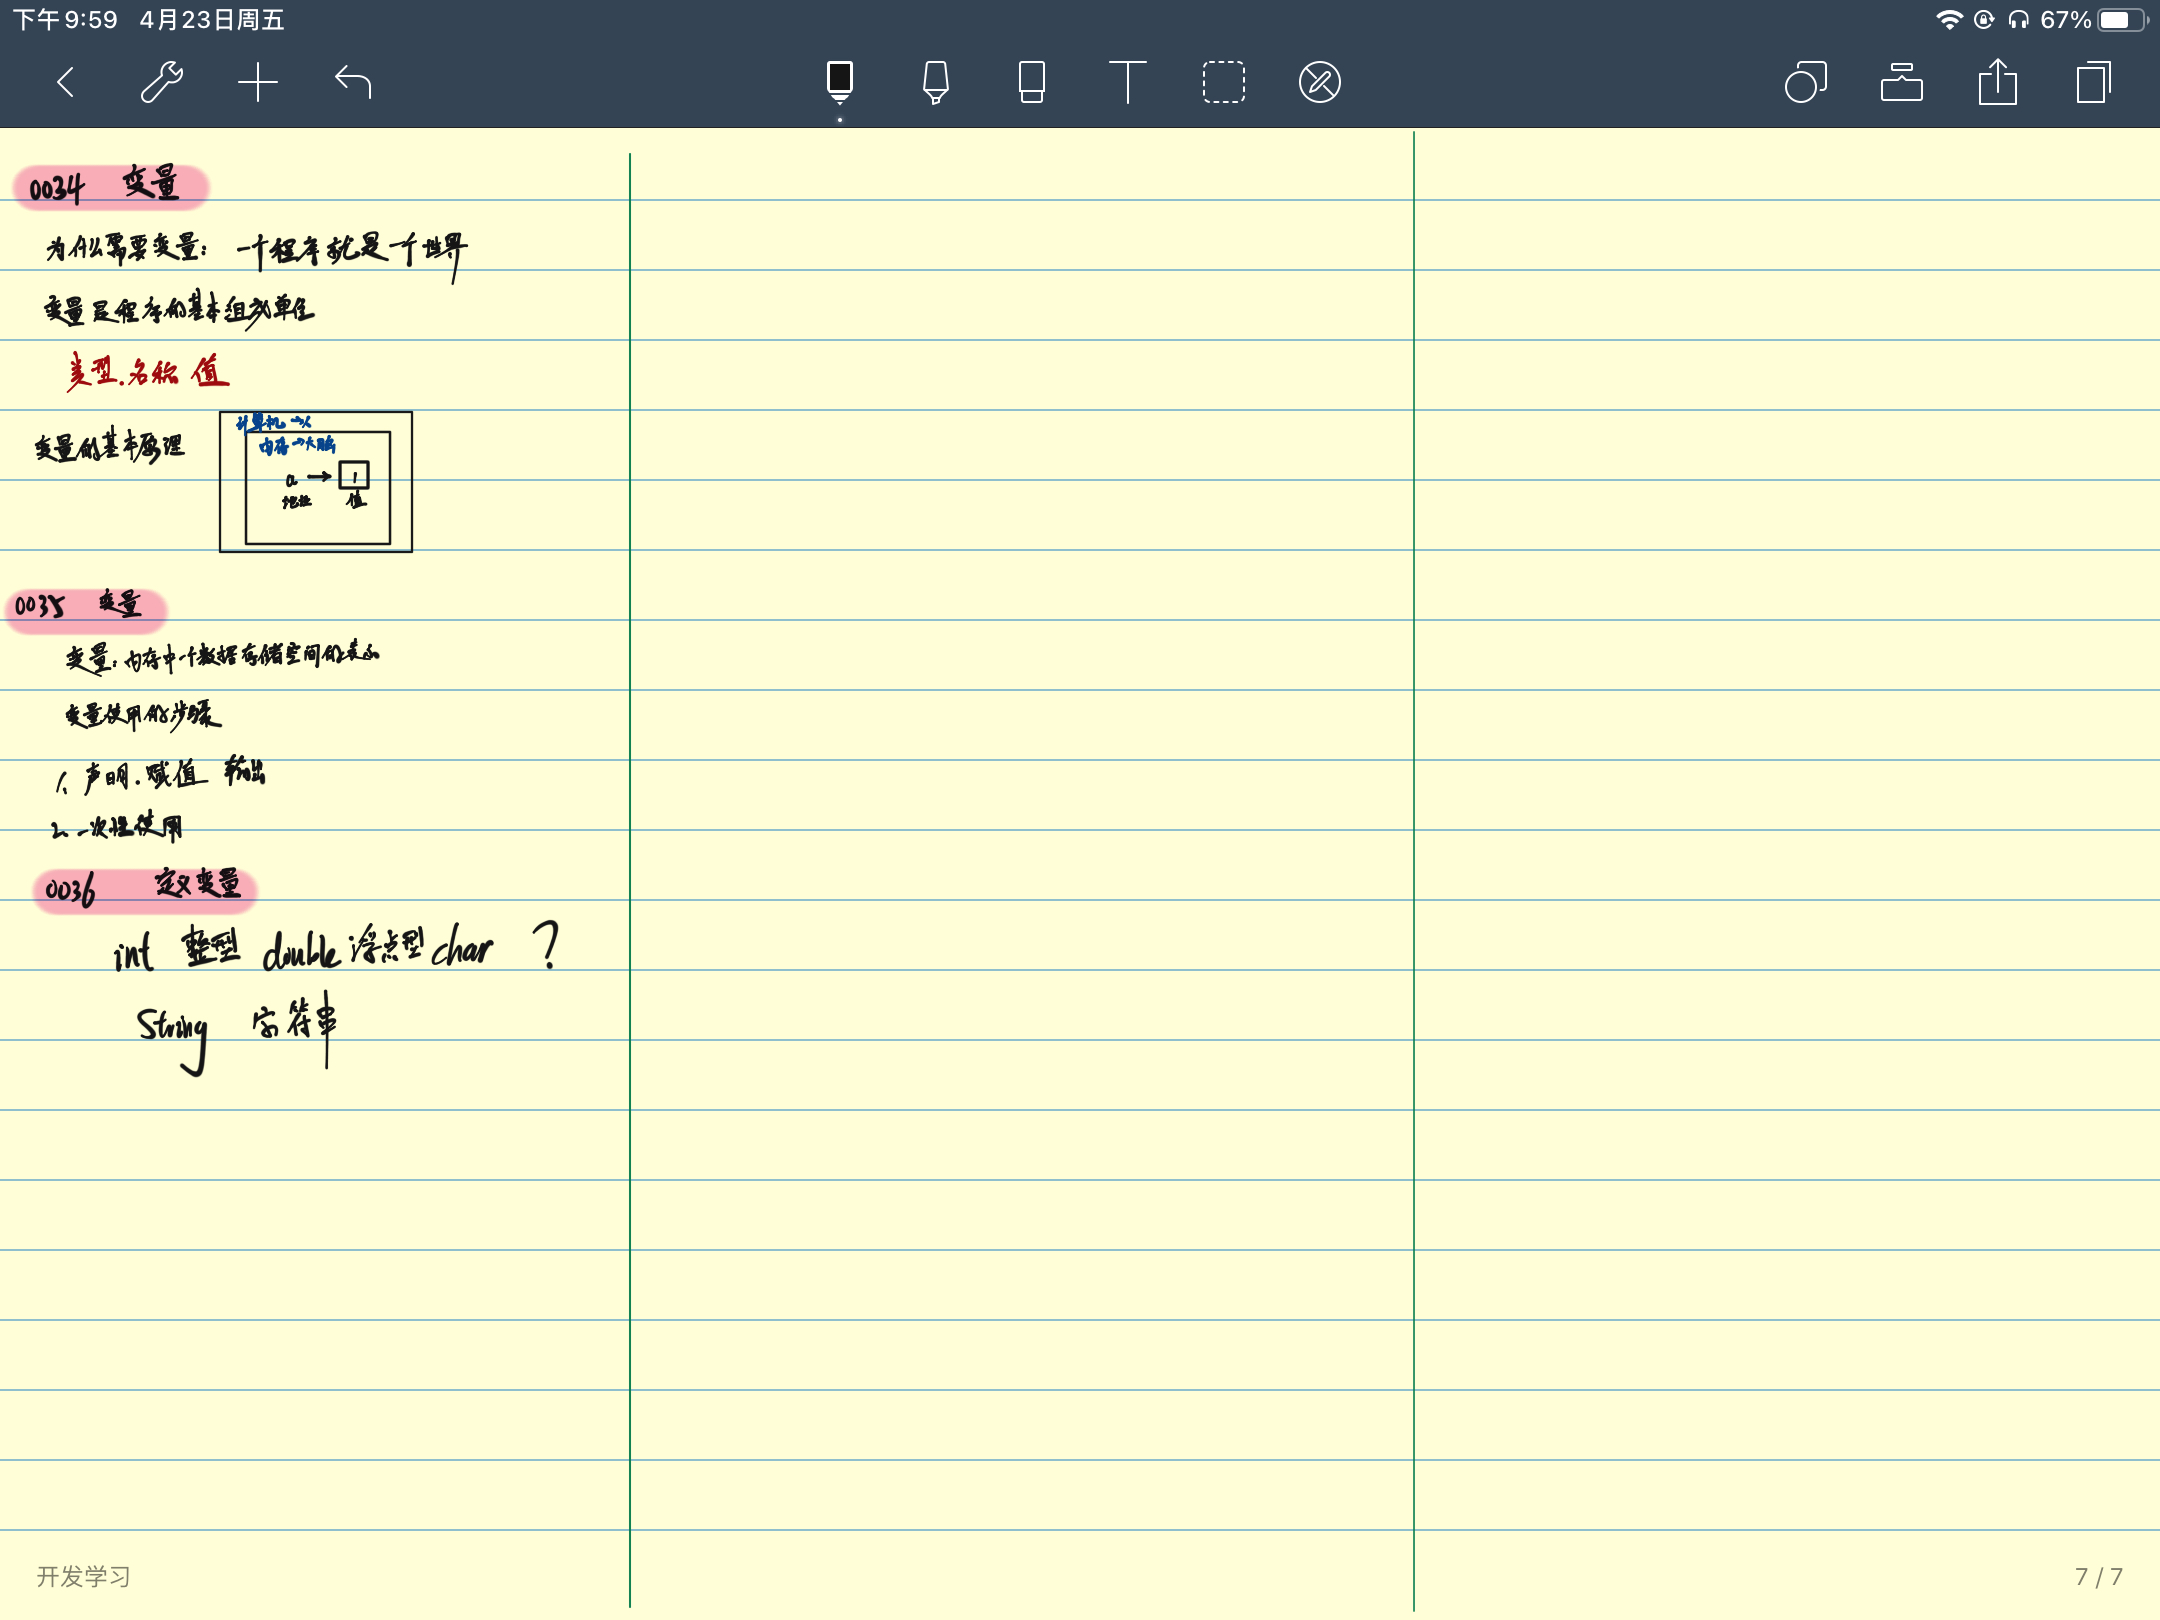 下午9:59 4月23日周五
67%
0034 变量
为什么需要变量：一个程序就是一个世界
变量是程序的基本组成单位
类型.名称 值
变量的基本原理
计算机→人
内存→大脑
a → 1
地址 值
0035 变量
变量：内存中一个数据存储空间的表示
变量使用的步骤
1、声明.赋值 输出
2、一次性使用
0036 定义变量
int 整型 double 浮点型 char ?
String 字符串
开发学习
7 / 7